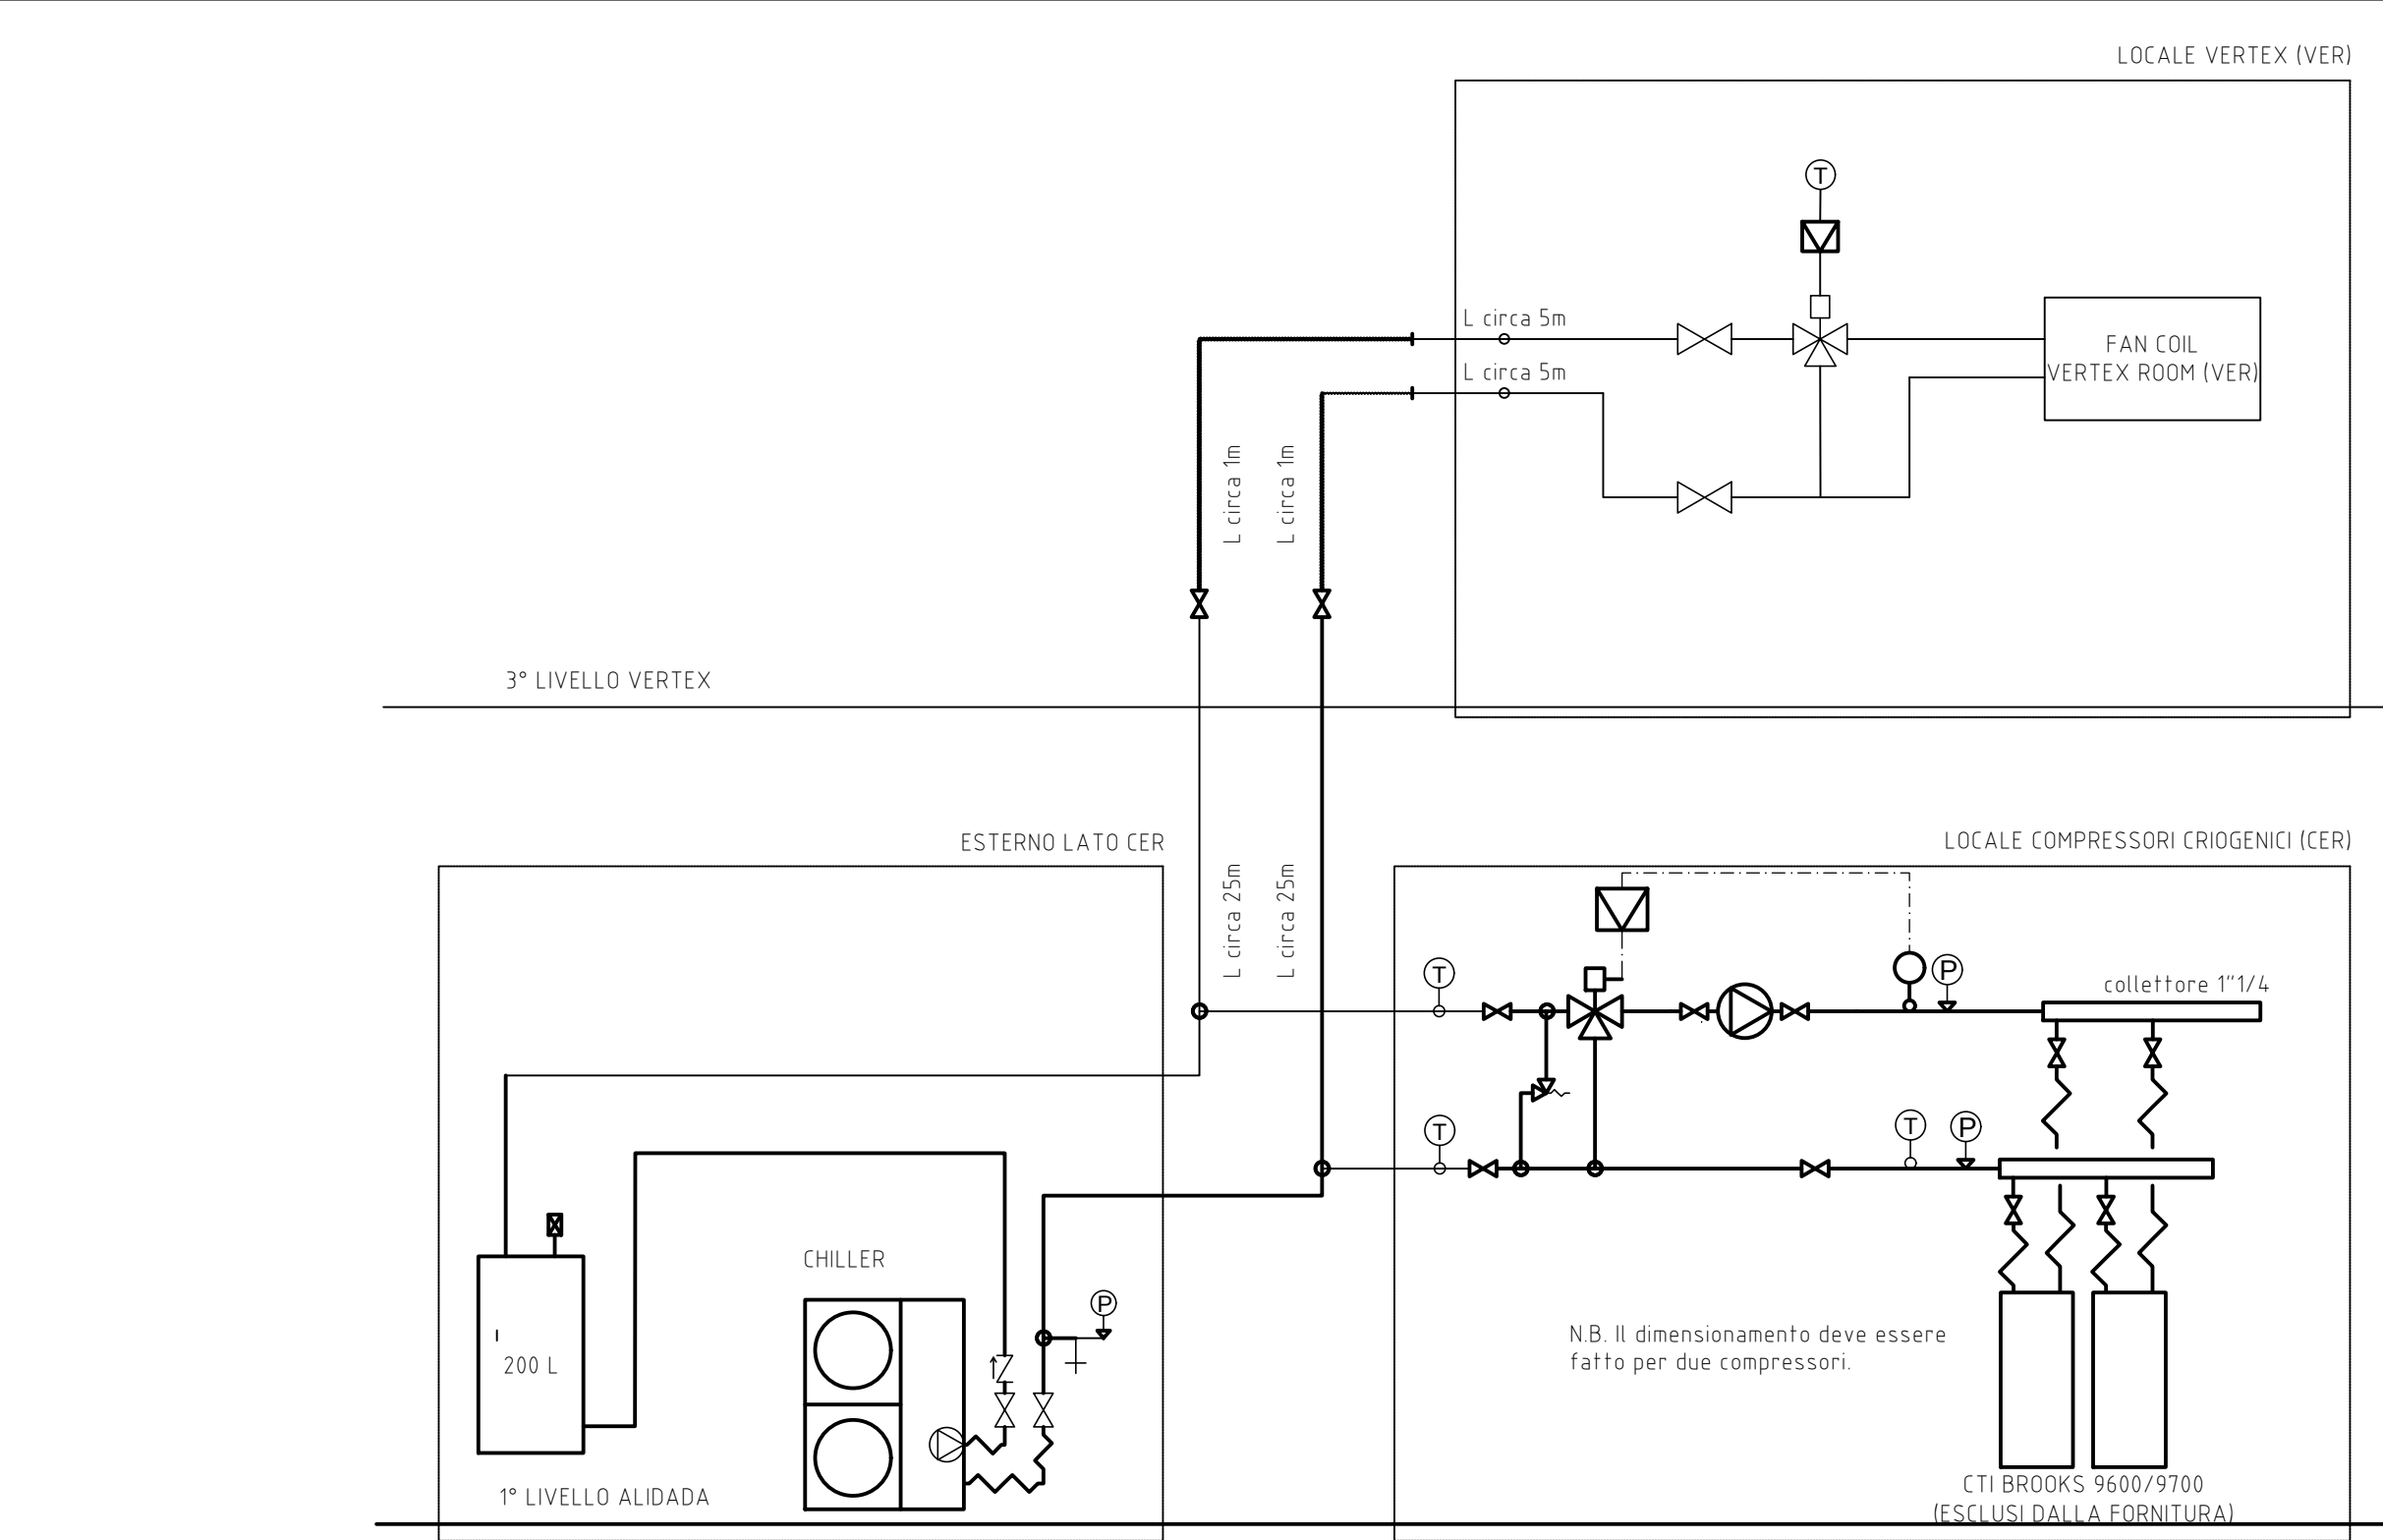 LOCALE VERTEX (VER)
T
L circa 5m
FAN COIL
VERTEX ROOM (VER)
L circa 5m
L circa 1m
L circa 1m
3° LIVELLO VERTEX
ESTERNO LATO CER
LOCALE COMPRESSORI CRIOGENICI (CER)
L circa 25m
L circa 25m
T
P
collettore 1"1/4
T
T
P
CHILLER
P
N.B. Il dimensionamento deve essere
fatto per due compressori.
200 L
CTI BROOKS 9600/9700
(ESCLUSI DALLA FORNITURA)
1° LIVELLO ALIDADA